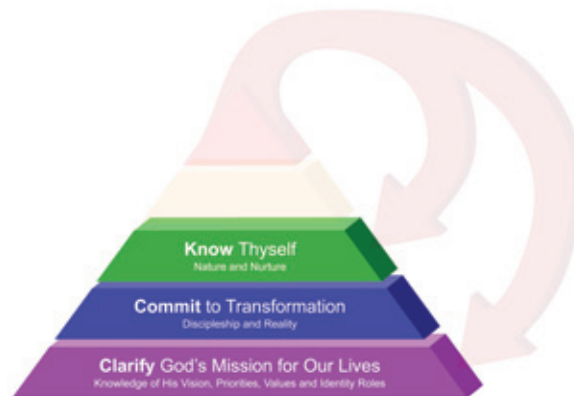 Know Thyself
Nature and Nurture
Commit to Transformation
Discipleship and Reality
Clarify God's Mission for Our Lives
Knowledge of His Vision, Priorities, Values and Identity Roles